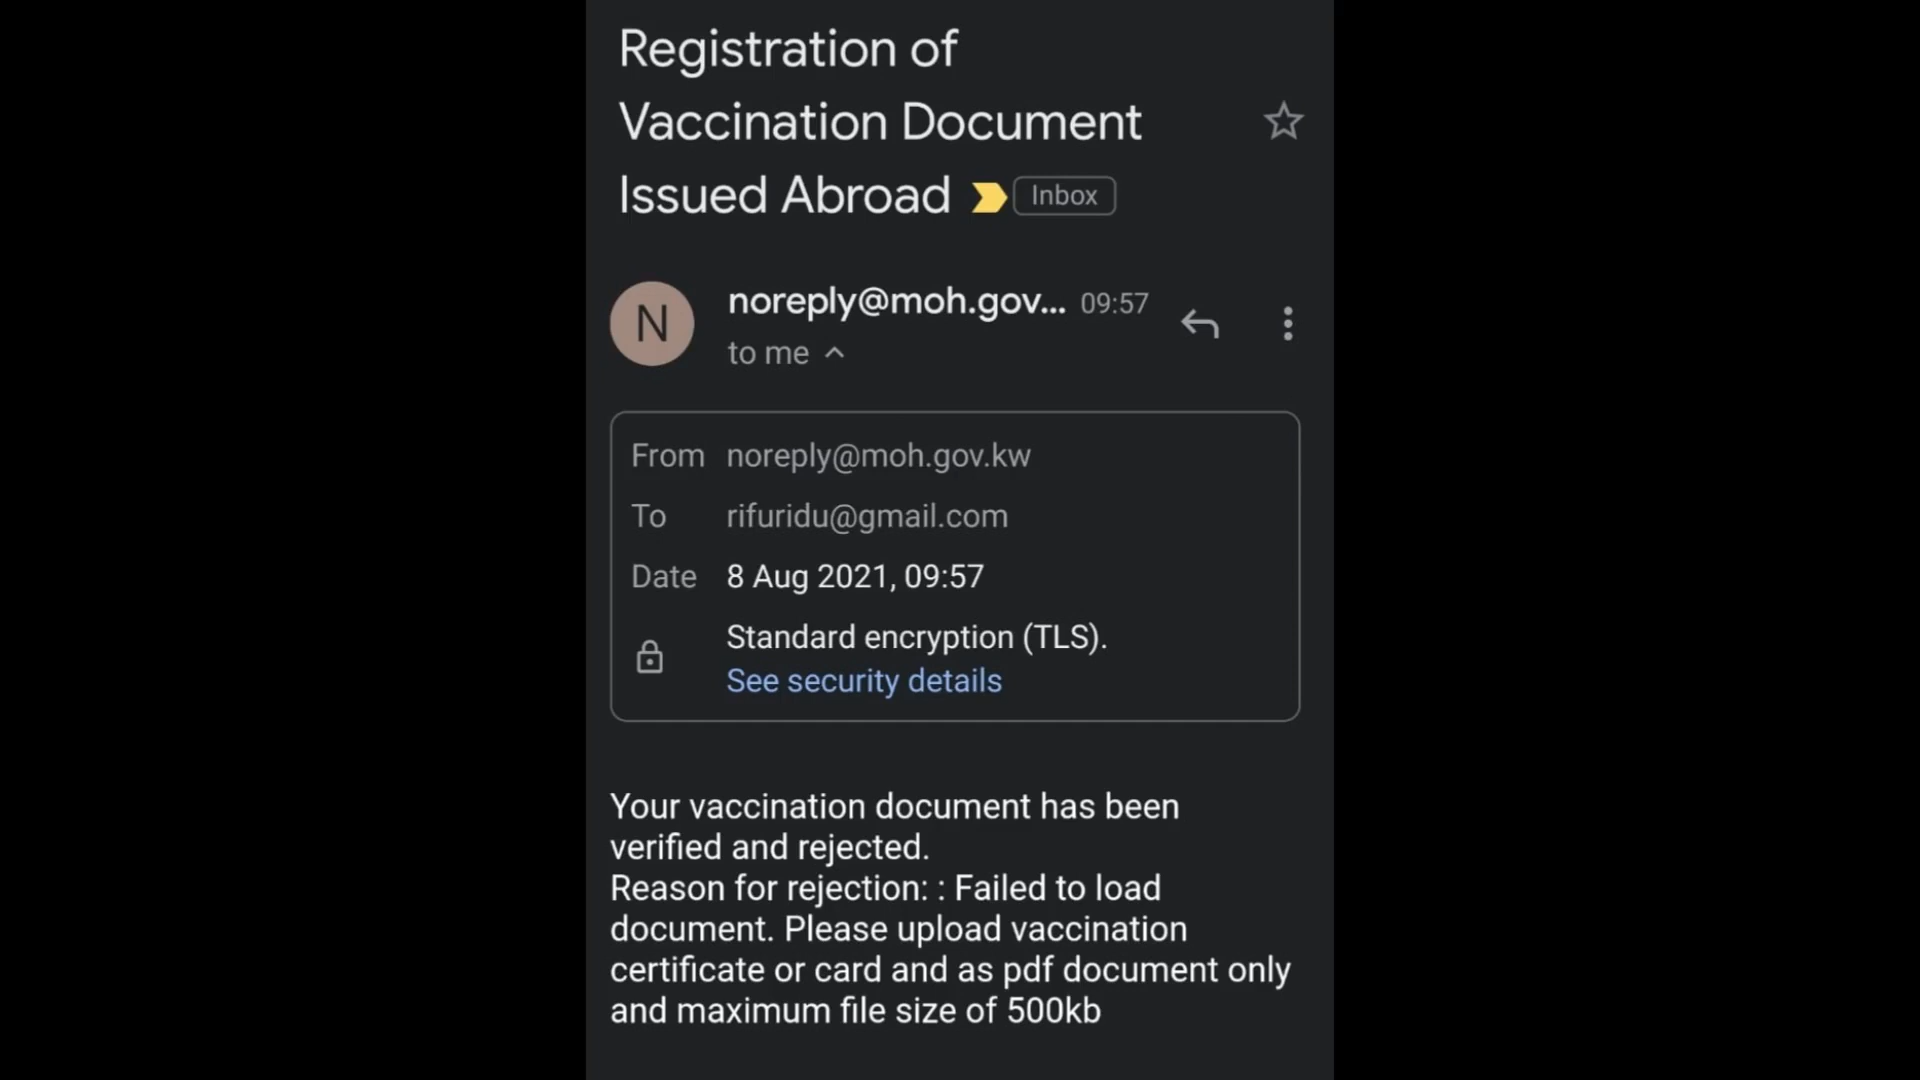 Registration of
Vaccination Document
Issued Abroad Inbox
N
noreply@moh.gov... 09:57
to me
From noreply@moh.gov.kw
To rifuridu@gmail.com
Date 8 Aug 2021, 09:57
Standard encryption (TLS).
See security details
Your vaccination document has been
verified and rejected.
Reason for rejection: : Failed to load
document. Please upload vaccination
certificate or card and as pdf document only
and maximum file size of 500kb